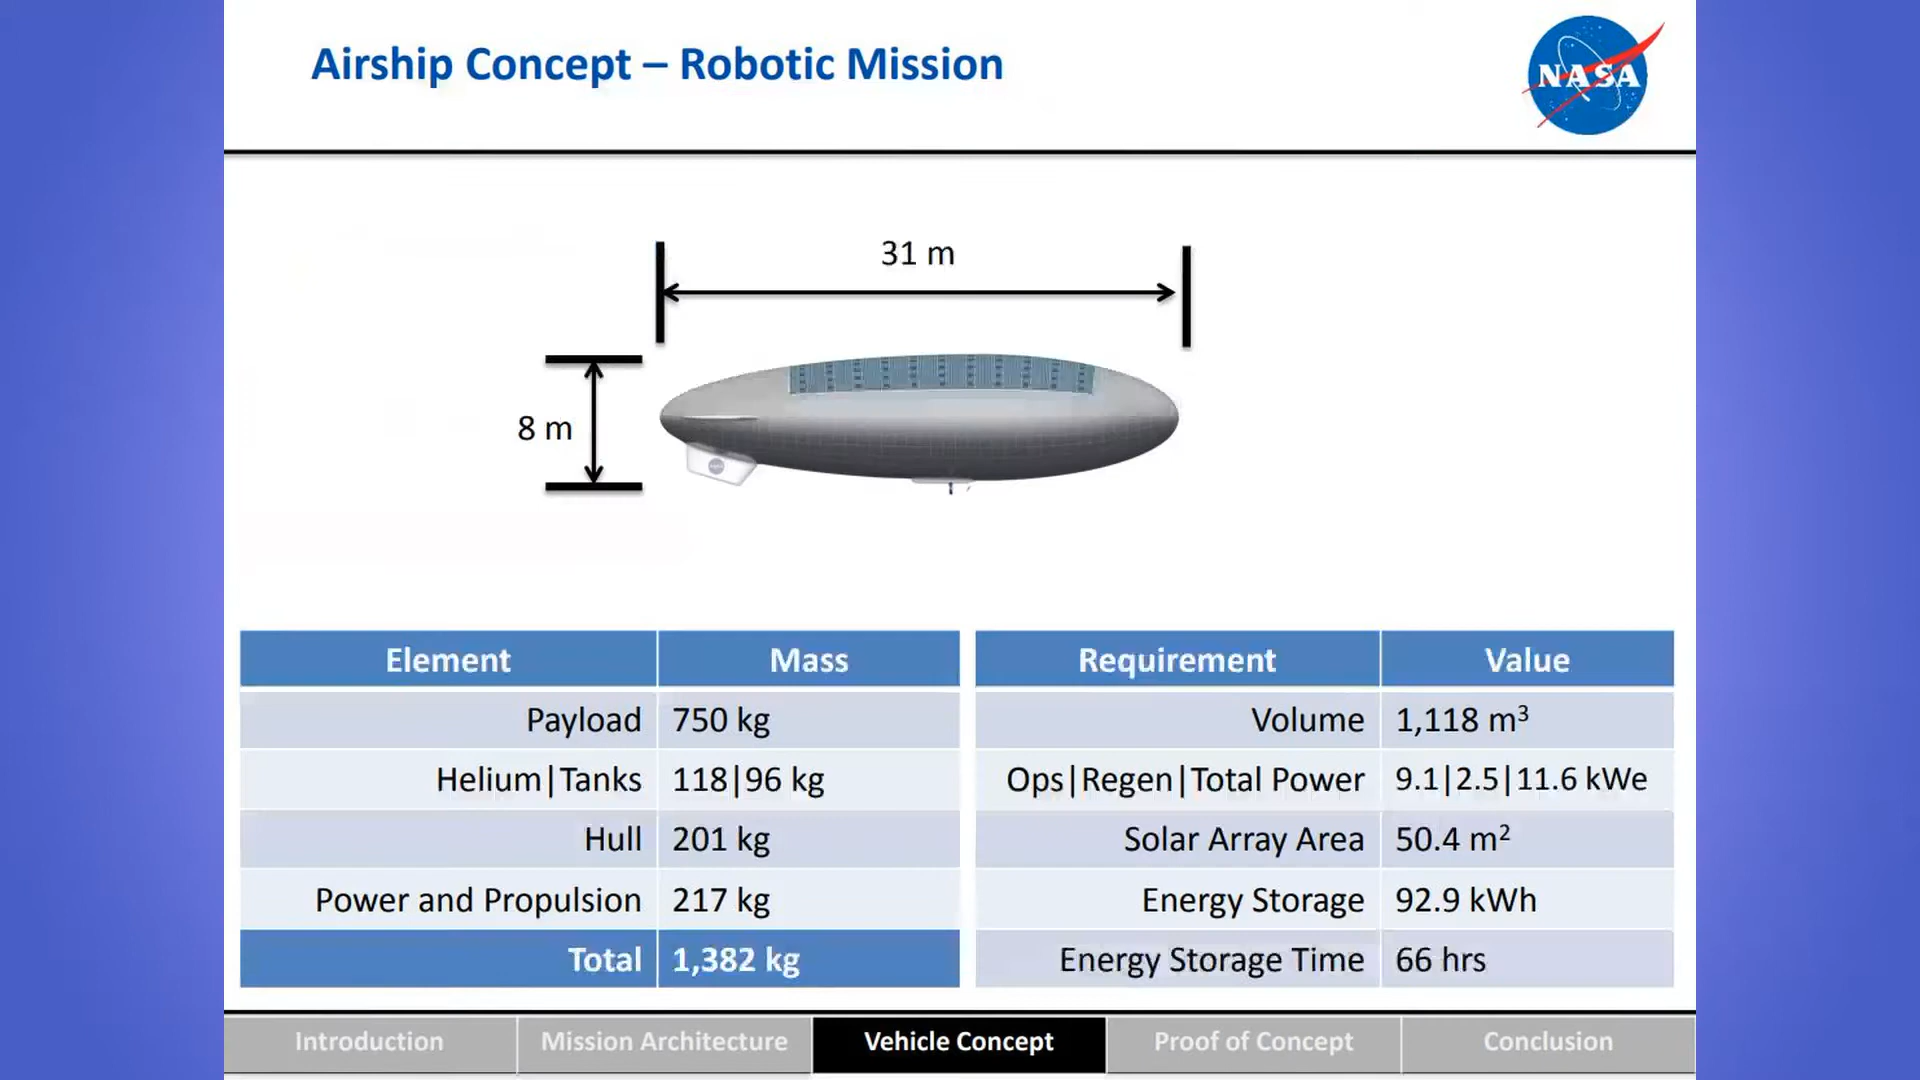 Airship Concept – Robotic Mission
NASA
31 m
8 m
Element Mass
Payload 750 kg
Helium|Tanks 118|96 kg
Hull 201 kg
Power and Propulsion 217 kg
Total 1,382 kg
Requirement Value
Volume 1,118 m³
Ops|Regen|Total Power 9.1|2.5|11.6 kWe
Solar Array Area 50.4 m²
Energy Storage 92.9 kWh
Energy Storage Time 66 hrs
Introduction Mission Architecture Vehicle Concept Proof of Concept Conclusion